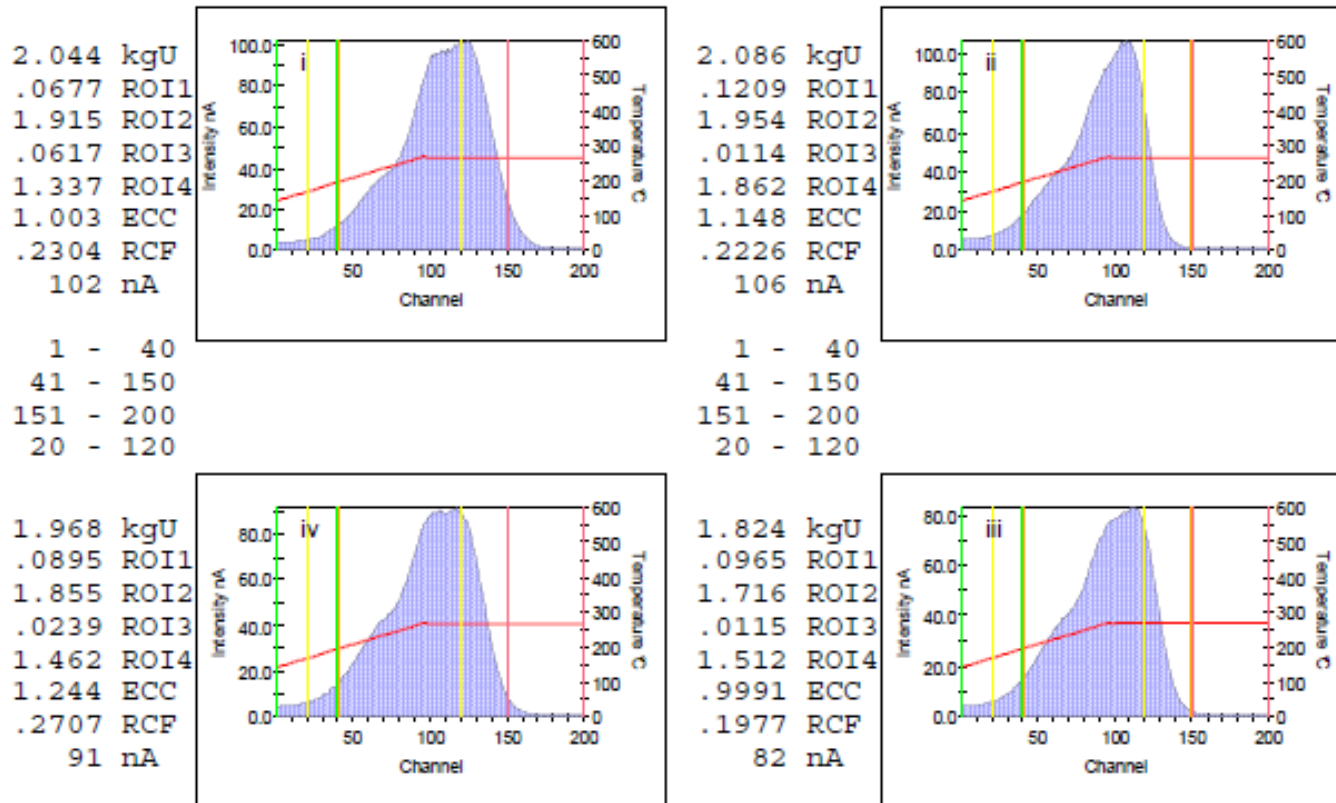 2.044 kgU
.0677 ROI1
1.915 ROI2
.0617 ROI3
1.337 ROI4
1.003 ECC
.2304 RCF
102 nA
1 - 40
41 - 150
151 - 200
20 - 120
i
Intensity nA
100.0
80.0
60.0
40.0
20.0
0.0
600
500
400
300
200
100
0
Temperature °C
50 100 150 200
Channel
2.086 kgU
.1209 ROI1
1.954 ROI2
.0114 ROI3
1.862 ROI4
1.148 ECC
.2226 RCF
106 nA
1 - 40
41 - 150
151 - 200
20 - 120
ii
Intensity nA
100.0
80.0
60.0
40.0
20.0
0.0
600
500
400
300
200
100
0
Temperature °C
50 100 150 200
Channel
1.968 kgU
.0895 ROI1
1.855 ROI2
.0239 ROI3
1.462 ROI4
1.244 ECC
.2707 RCF
91 nA
iv
Intensity nA
80.0
60.0
40.0
20.0
0.0
600
500
400
300
200
100
0
Temperature °C
50 100 150 200
Channel
1.824 kgU
.0965 ROI1
1.716 ROI2
.0115 ROI3
1.512 ROI4
.9991 ECC
.1977 RCF
82 nA
iii
Intensity nA
80.0
60.0
40.0
20.0
0.0
600
500
400
300
200
100
0
Temperature °C
50 100 150 200
Channel